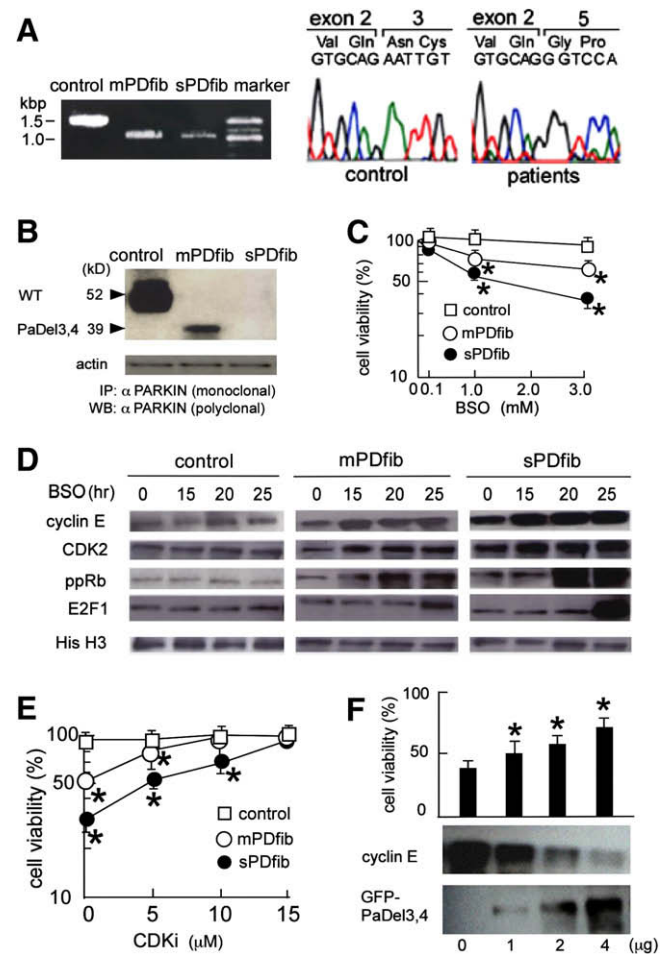 A
control mPDfib sPDfib marker
kbp
1.5
1.0
exon 2 3
Val Gln Asn Cys
GTGCAG AATTGT
control
exon 2 5
Val Gln Gly Pro
GTGCAGG GTCCA
patients
B
control mPDfib sPDfib
(kD)
WT 52
PaDel3,4 39
actin
IP: α PARKIN (monoclonal)
WB: α PARKIN (polyclonal)
C
cell viability (%)
100
50
10
0 0.1 1.0 2.0 3.0
BSO (mM)
control
mPDfib
sPDfib
D
control mPDfib sPDfib
BSO(hr) 0 15 20 25 0 15 20 25 0 15 20 25
cyclin E
CDK2
ppRb
E2F1
His H3
E
cell viability (%)
100
50
10
0 5 10 15
CDKi (μM)
control
mPDfib
sPDfib
F
cell viability (%)
100
50
0
cyclin E
GFP-
PaDel3,4
0 1 2 4 (μg)